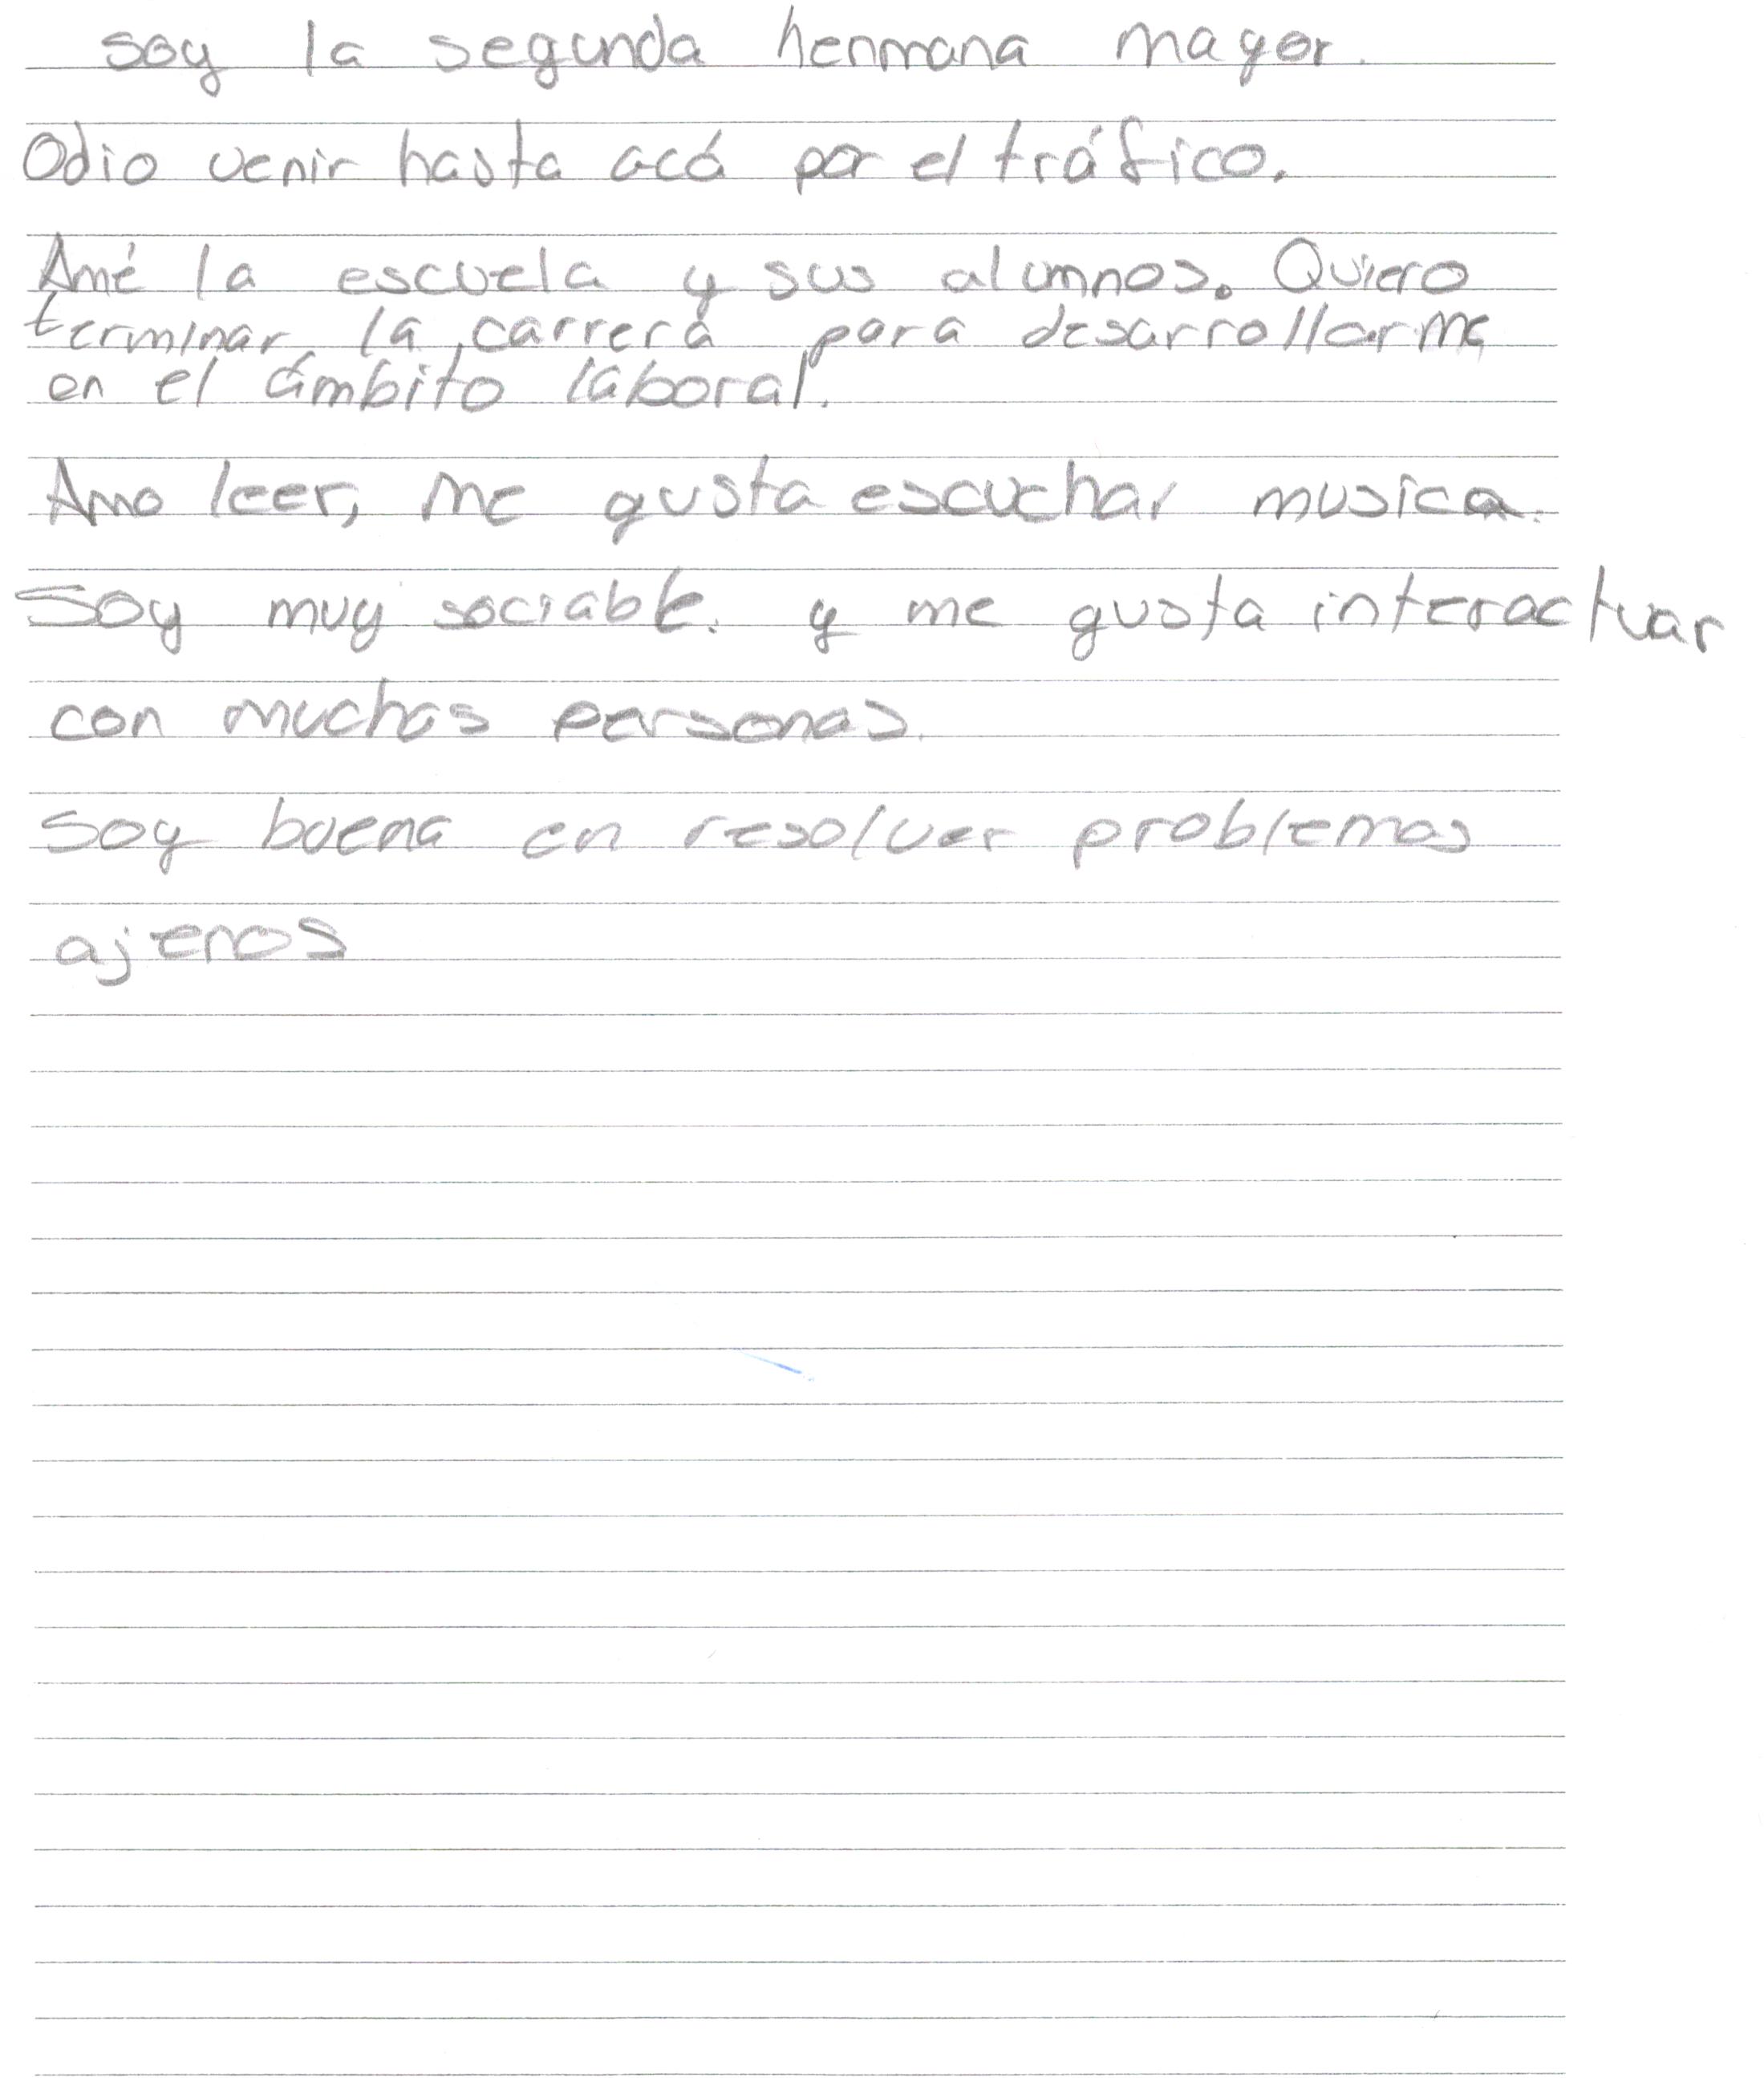 soy la segunda hermana mayor.
Odio venir hasta acá por el tráfico.
Amé la escuela y sus alumnos. Quiero
terminar la carrera para desarrollarme
en el ámbito laboral.
Amo leer, me gusta escuchar musica.
Soy muy sociable. y me gusta interactuar
con muchas personas.
Soy buena en resolver problemas
ajenos